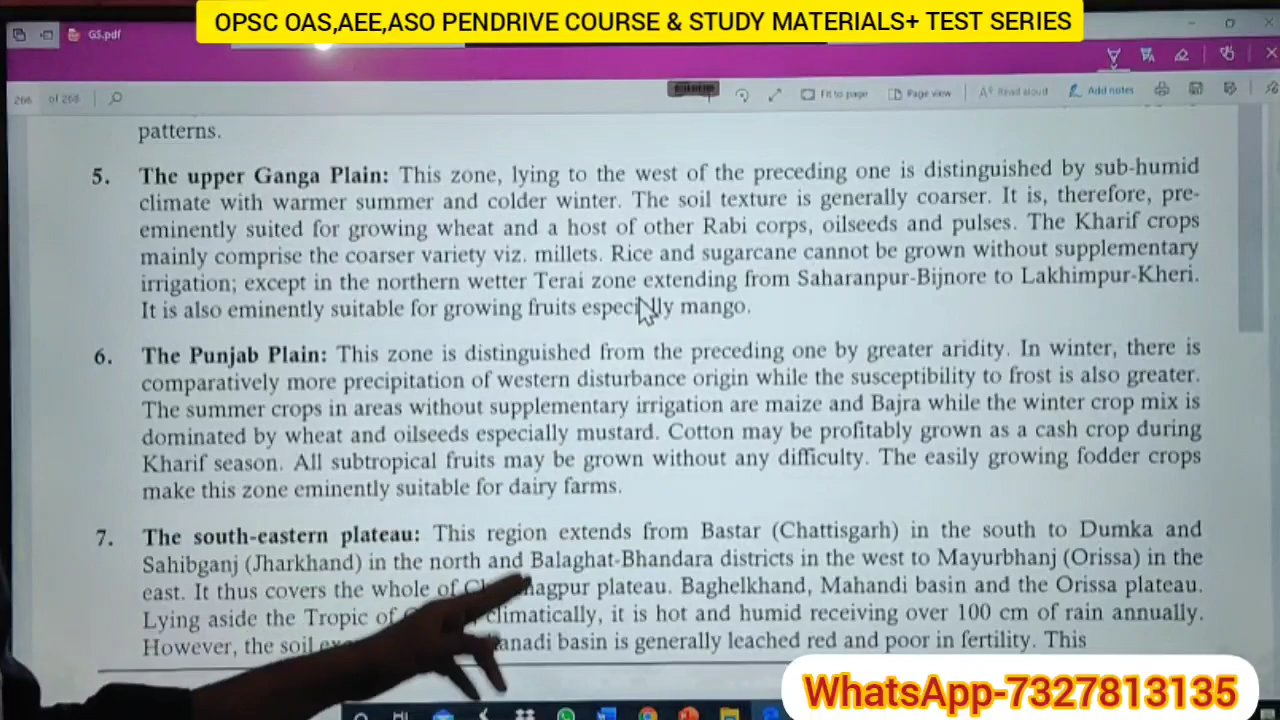 OPSC OAS,AEE,ASO PENDRIVE COURSE & STUDY MATERIALS+ TEST SERIES
GS.pdf
266 of 266 Fit to page Page view Read aloud Add notes
patterns.
5. The upper Ganga Plain: This zone, lying to the west of the preceding one is distinguished by sub-humid
climate with warmer summer and colder winter. The soil texture is generally coarser. It is, therefore, pre-
eminently suited for growing wheat and a host of other Rabi corps, oilseeds and pulses. The Kharif crops
mainly comprise the coarser variety viz. millets. Rice and sugarcane cannot be grown without supplementary
irrigation; except in the northern wetter Terai zone extending from Saharanpur-Bijnore to Lakhimpur-Kheri.
It is also eminently suitable for growing fruits especially mango.
6. The Punjab Plain: This zone is distinguished from the preceding one by greater aridity. In winter, there is
comparatively more precipitation of western disturbance origin while the susceptibility to frost is also greater.
The summer crops in areas without supplementary irrigation are maize and Bajra while the winter crop mix is
dominated by wheat and oilseeds especially mustard. Cotton may be profitably grown as a cash crop during
Kharif season. All subtropical fruits may be grown without any difficulty. The easily growing fodder crops
make this zone eminently suitable for dairy farms.
7. The south-eastern plateau: This region extends from Bastar (Chattisgarh) in the south to Dumka and
Sahibganj (Jharkhand) in the north and Balaghat-Bhandara districts in the west to Mayurbhanj (Orissa) in the
east. It thus covers the whole of plateau. Baghelkhand, Mahandi basin and the Orissa plateau.
Lying aside the Tropic of climatically, it is hot and humid receiving over 100 cm of rain annually.
However, the soil basin is generally leached red and poor in fertility. This
WhatsApp-7327813135